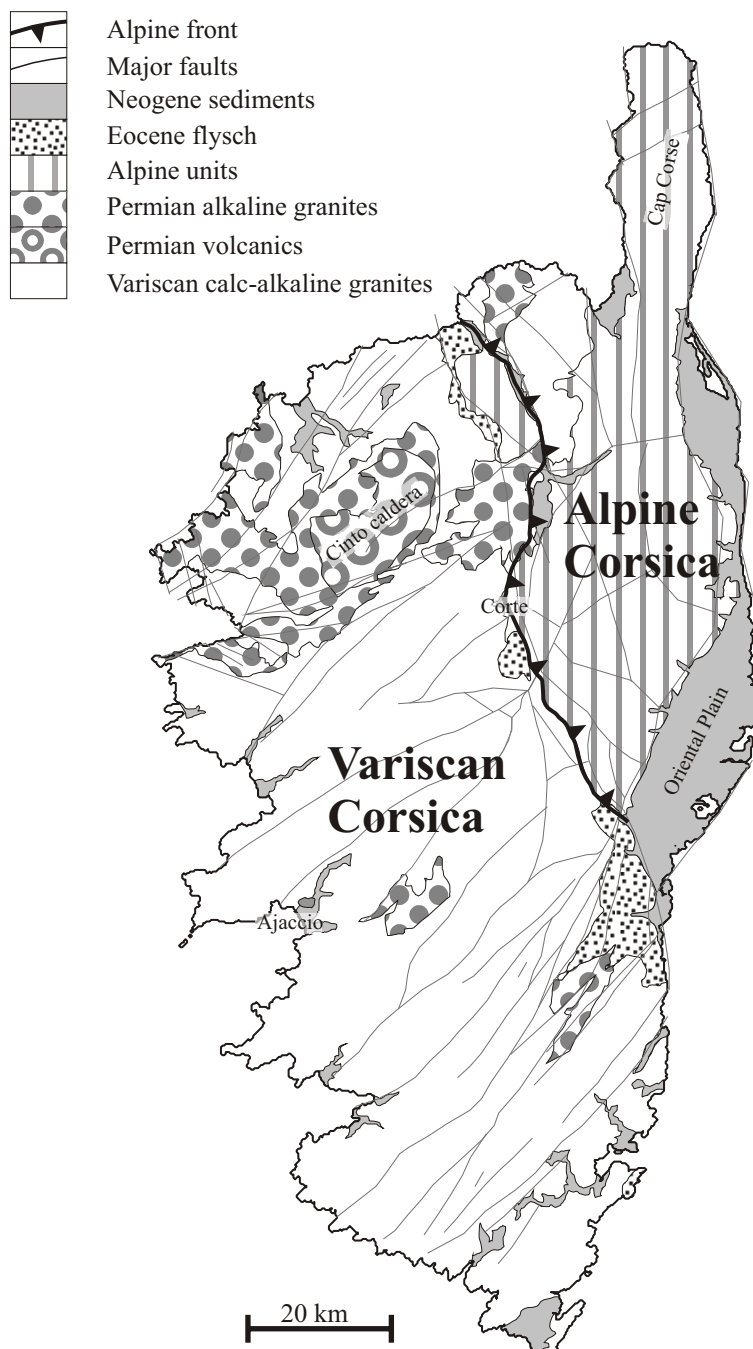 Alpine front
Major faults
Neogene sediments
Eocene flysch
Alpine units
Permian alkaline granites
Permian volcanics
Variscan calc-alkaline granites
Cap Corse
Cinto caldera
Alpine
Corsica
Corte
Oriental Plain
Variscan
Corsica
Ajaccio
20 km